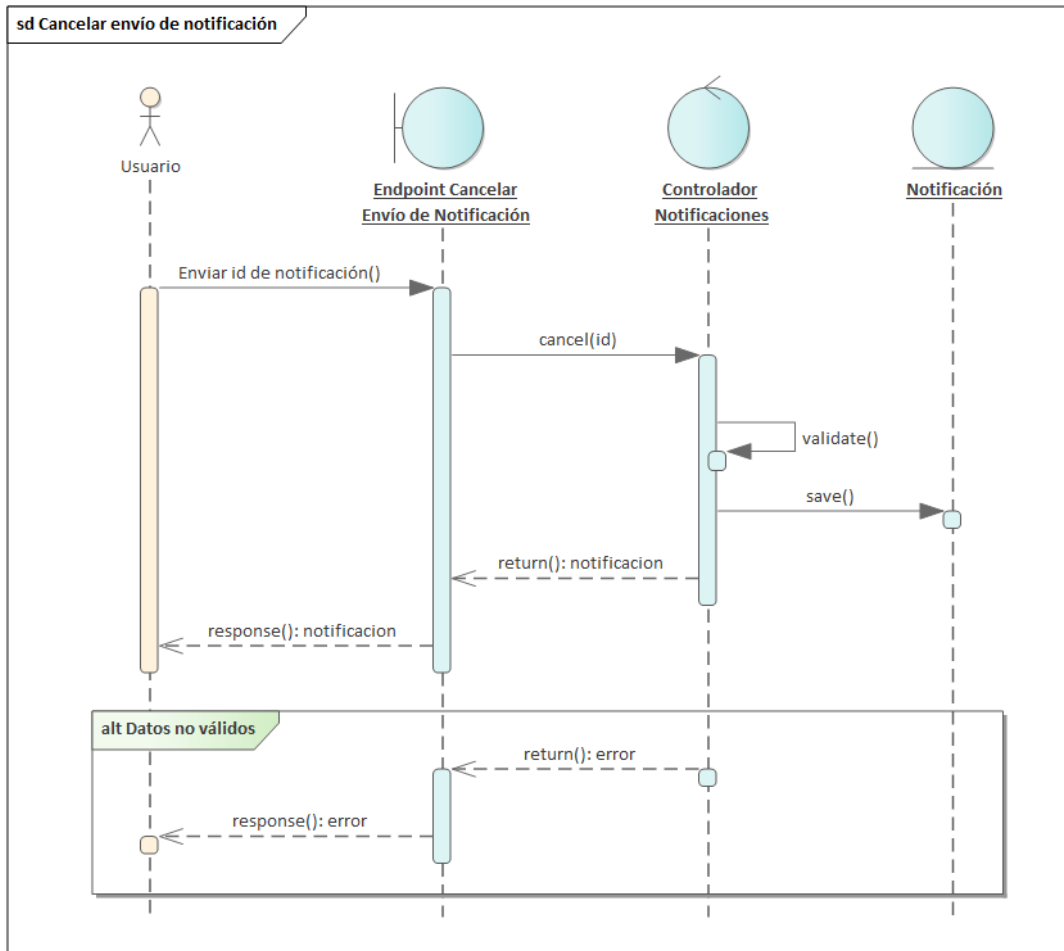 sd Cancelar envío de notificación
Usuario
Endpoint Cancelar
Envío de Notificación
Controlador
Notificaciones
Notificación
Enviar id de notificación()
cancel(id)
validate()
save()
return(): notificacion
response(): notificacion
alt Datos no válidos
return(): error
response(): error